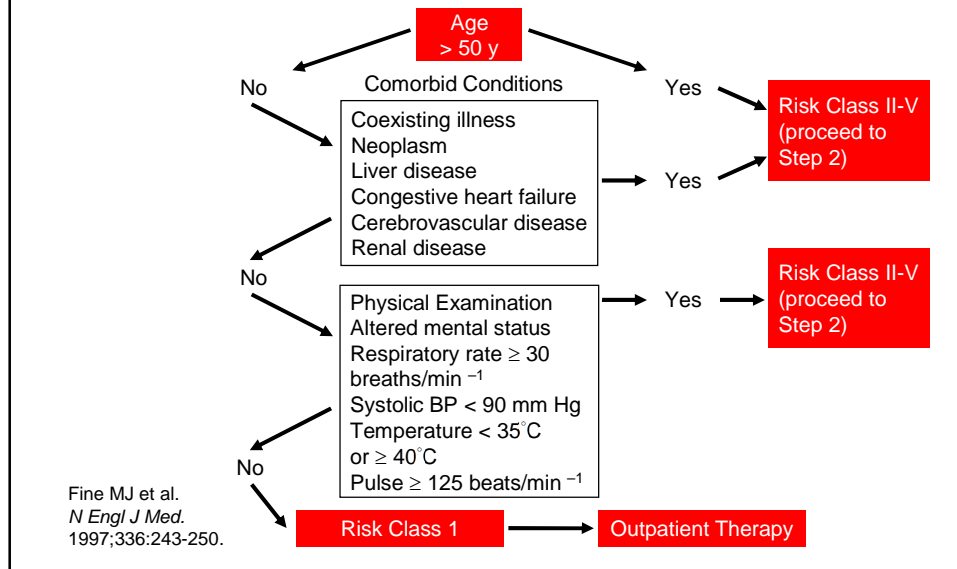 Age
> 50 y
No
Comorbid Conditions
Yes
Risk Class II-V
(proceed to
Step 2)
Coexisting illness
Neoplasm
Liver disease
Congestive heart failure
Cerebrovascular disease
Renal disease
Yes
No
Physical Examination
Altered mental status
Respiratory rate ≥ 30
breaths/min –1
Systolic BP < 90 mm Hg
Temperature < 35°C
or ≥ 40°C
Pulse ≥ 125 beats/min –1
Yes
Risk Class II-V
(proceed to
Step 2)
No
Fine MJ et al.
N Engl J Med.
1997;336:243-250.
Risk Class 1
Outpatient Therapy